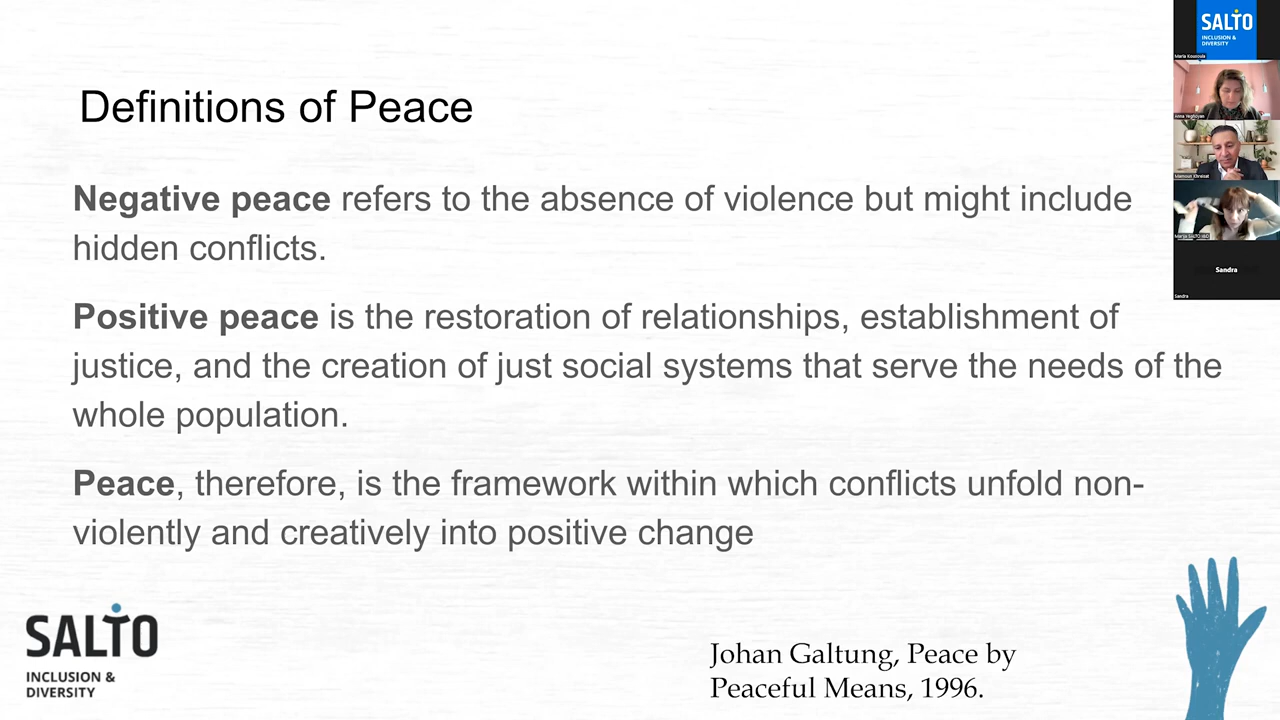 Definitions of Peace
Negative peace refers to the absence of violence but might include
hidden conflicts.
Positive peace is the restoration of relationships, establishment of
justice, and the creation of just social systems that serve the needs of the
whole population.
Peace, therefore, is the framework within which conflicts unfold non-
violently and creatively into positive change
SALTO
INCLUSION &
DIVERSITY
Johan Galtung, Peace by
Peaceful Means, 1996.
SALTO
INCLUSION &
DIVERSITY
Sandra
Sandra